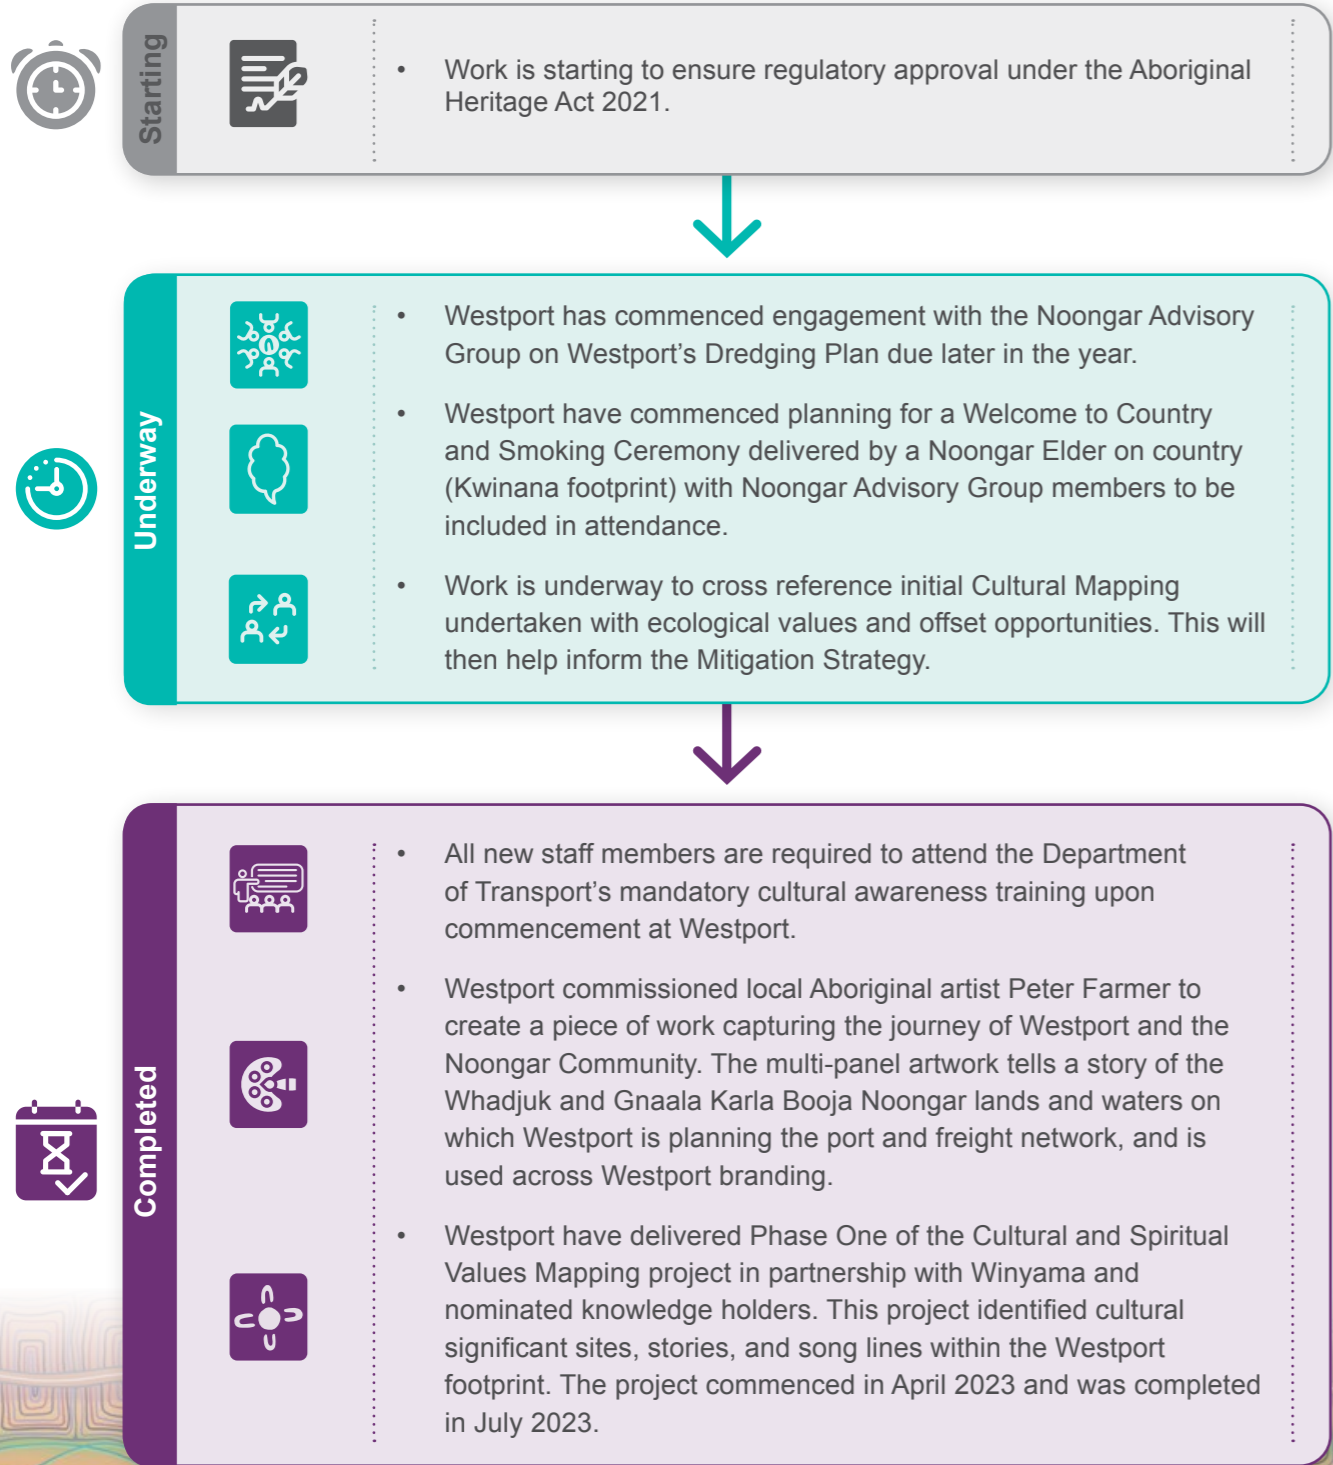 Starting
• Work is starting to ensure regulatory approval under the Aboriginal
Heritage Act 2021.
Underway
• Westport has commenced engagement with the Noongar Advisory
Group on Westport’s Dredging Plan due later in the year.
• Westport have commenced planning for a Welcome to Country
and Smoking Ceremony delivered by a Noongar Elder on country
(Kwinana footprint) with Noongar Advisory Group members to be
included in attendance.
• Work is underway to cross reference initial Cultural Mapping
undertaken with ecological values and offset opportunities. This will
then help inform the Mitigation Strategy.
Completed
• All new staff members are required to attend the Department
of Transport’s mandatory cultural awareness training upon
commencement at Westport.
• Westport commissioned local Aboriginal artist Peter Farmer to
create a piece of work capturing the journey of Westport and the
Noongar Community. The multi-panel artwork tells a story of the
Whadjuk and Gnaala Karla Booja Noongar lands and waters on
which Westport is planning the port and freight network, and is
used across Westport branding.
• Westport have delivered Phase One of the Cultural and Spiritual
Values Mapping project in partnership with Winyama and
nominated knowledge holders. This project identified cultural
significant sites, stories, and song lines within the Westport
footprint. The project commenced in April 2023 and was completed
in July 2023.